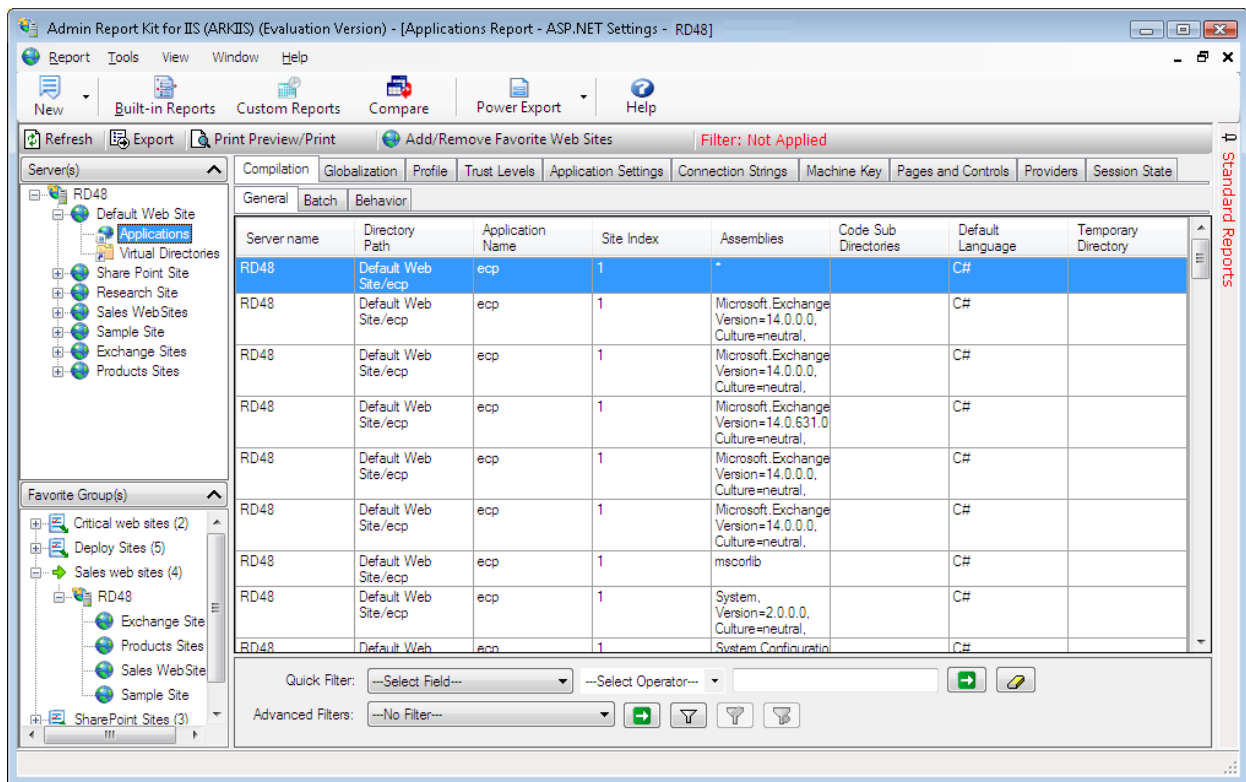 Admin Report Kit for IIS (ARKIIS) (Evaluation Version) - [Applications Report - ASP.NET Settings - RD48]
Report Tools View Window Help
New Built-in Reports Custom Reports Compare Power Export Help
Refresh Export Print Preview/Print Add/Remove Favorite Web Sites Filter: Not Applied
Standard Reports
Server(s)
RD48
Default Web Site
Applications
Virtual Directories
Share Point Site
Research Site
Sales WebSites
Sample Site
Exchange Sites
Products Sites
Favorite Group(s)
Critical web sites (2)
Deploy Sites (5)
Sales web sites (4)
RD48
Exchange Site
Products Sites
Sales WebSite
Sample Site
SharePoint Sites (3)
Compilation Globalization Profile Trust Levels Application Settings Connection Strings Machine Key Pages and Controls Providers Session State
General Batch Behavior
Server name Directory Path Application Name Site Index Assemblies Code Sub Directories Default Language Temporary Directory
RD48 Default Web Site/ecp ecp 1 * C#
RD48 Default Web Site/ecp ecp 1 Microsoft.Exchange Version=14.0.0.0, Culture=neutral, C#
RD48 Default Web Site/ecp ecp 1 Microsoft.Exchange Version=14.0.0.0, Culture=neutral, C#
RD48 Default Web Site/ecp ecp 1 Microsoft.Exchange Version=14.0.631.0 Culture=neutral, C#
RD48 Default Web Site/ecp ecp 1 Microsoft.Exchange Version=14.0.0.0, Culture=neutral, C#
RD48 Default Web Site/ecp ecp 1 Microsoft.Exchange Version=14.0.0.0, Culture=neutral, C#
RD48 Default Web Site/ecp ecp 1 mscorlib C#
RD48 Default Web Site/ecp ecp 1 System, Version=2.0.0.0, Culture=neutral, C#
RD48 Default Web ecp 1 System.Configuratio C#
Quick Filter: ---Select Field--- ---Select Operator---
Advanced Filters: ---No Filter---